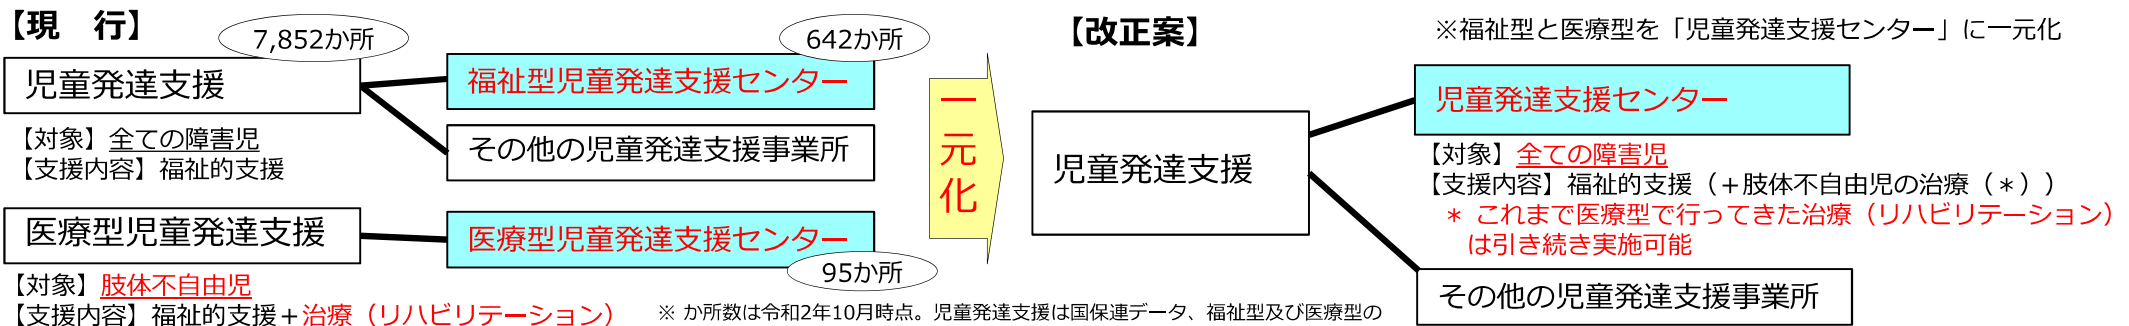 【現　行】
7,852か所
児童発達支援
【対象】全ての障害児
【支援内容】福祉的支援
642か所
福祉型児童発達支援センター
その他の児童発達支援事業所
医療型児童発達支援
【対象】肢体不自由児
【支援内容】福祉的支援＋治療（リハビリテーション）
医療型児童発達支援センター
95か所
※ か所数は令和2年10月時点。児童発達支援は国保連データ、福祉型及び医療型の
一元化
【改正案】
※福祉型と医療型を「児童発達支援センター」に一元化
児童発達支援
児童発達支援センター
【対象】全ての障害児
【支援内容】福祉的支援（＋肢体不自由児の治療（＊））
＊ これまで医療型で行ってきた治療（リハビリテーション）
は引き続き実施可能
その他の児童発達支援事業所